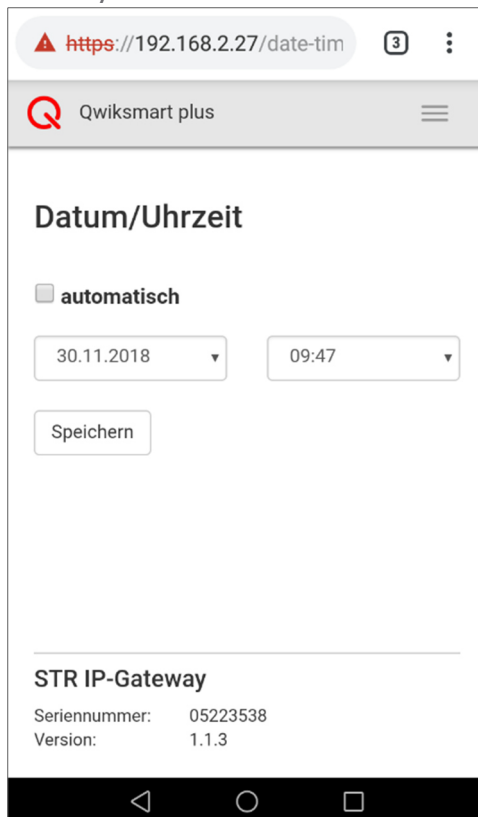 https://192.168.2.27/date-tim
3
Qwiksmart plus
Datum/Uhrzeit
automatisch
30.11.2018 09:47
Speichern
STR IP-Gateway
Seriennummer: 05223538
Version: 1.1.3